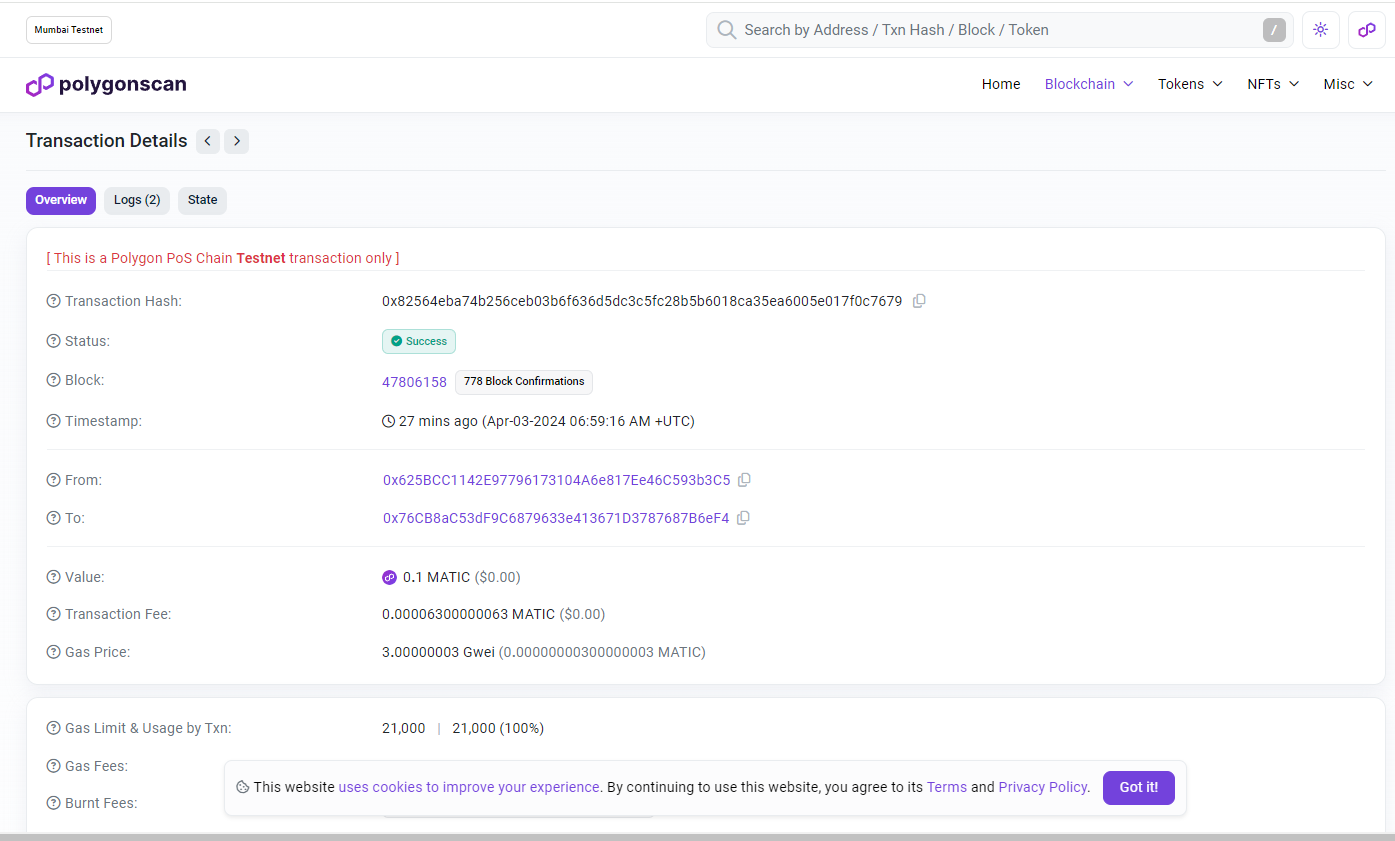 Mumbai Testnet
Search by Address / Txn Hash / Block / Token /
polygonscan
Home Blockchain Tokens NFTs Misc
Transaction Details < >
Overview Logs (2) State
[ This is a Polygon PoS Chain Testnet transaction only ]
Transaction Hash: 0x82564eba74b256ceb03b6f636d5dc3c5fc28b5b6018ca35ea6005e017f0c7679
Status: Success
Block: 47806158 778 Block Confirmations
Timestamp: 27 mins ago (Apr-03-2024 06:59:16 AM +UTC)
From: 0x625BCC1142E97796173104A6e817Ee46C593b3C5
To: 0x76CB8aC53dF9C6879633e413671D3787687B6eF4
Value: 0.1 MATIC ($0.00)
Transaction Fee: 0.00006300000063 MATIC ($0.00)
Gas Price: 3.00000003 Gwei (0.00000000300000003 MATIC)
Gas Limit & Usage by Txn: 21,000 | 21,000 (100%)
Gas Fees:
This website uses cookies to improve your experience. By continuing to use this website, you agree to its Terms and Privacy Policy. Got it!
Burnt Fees: